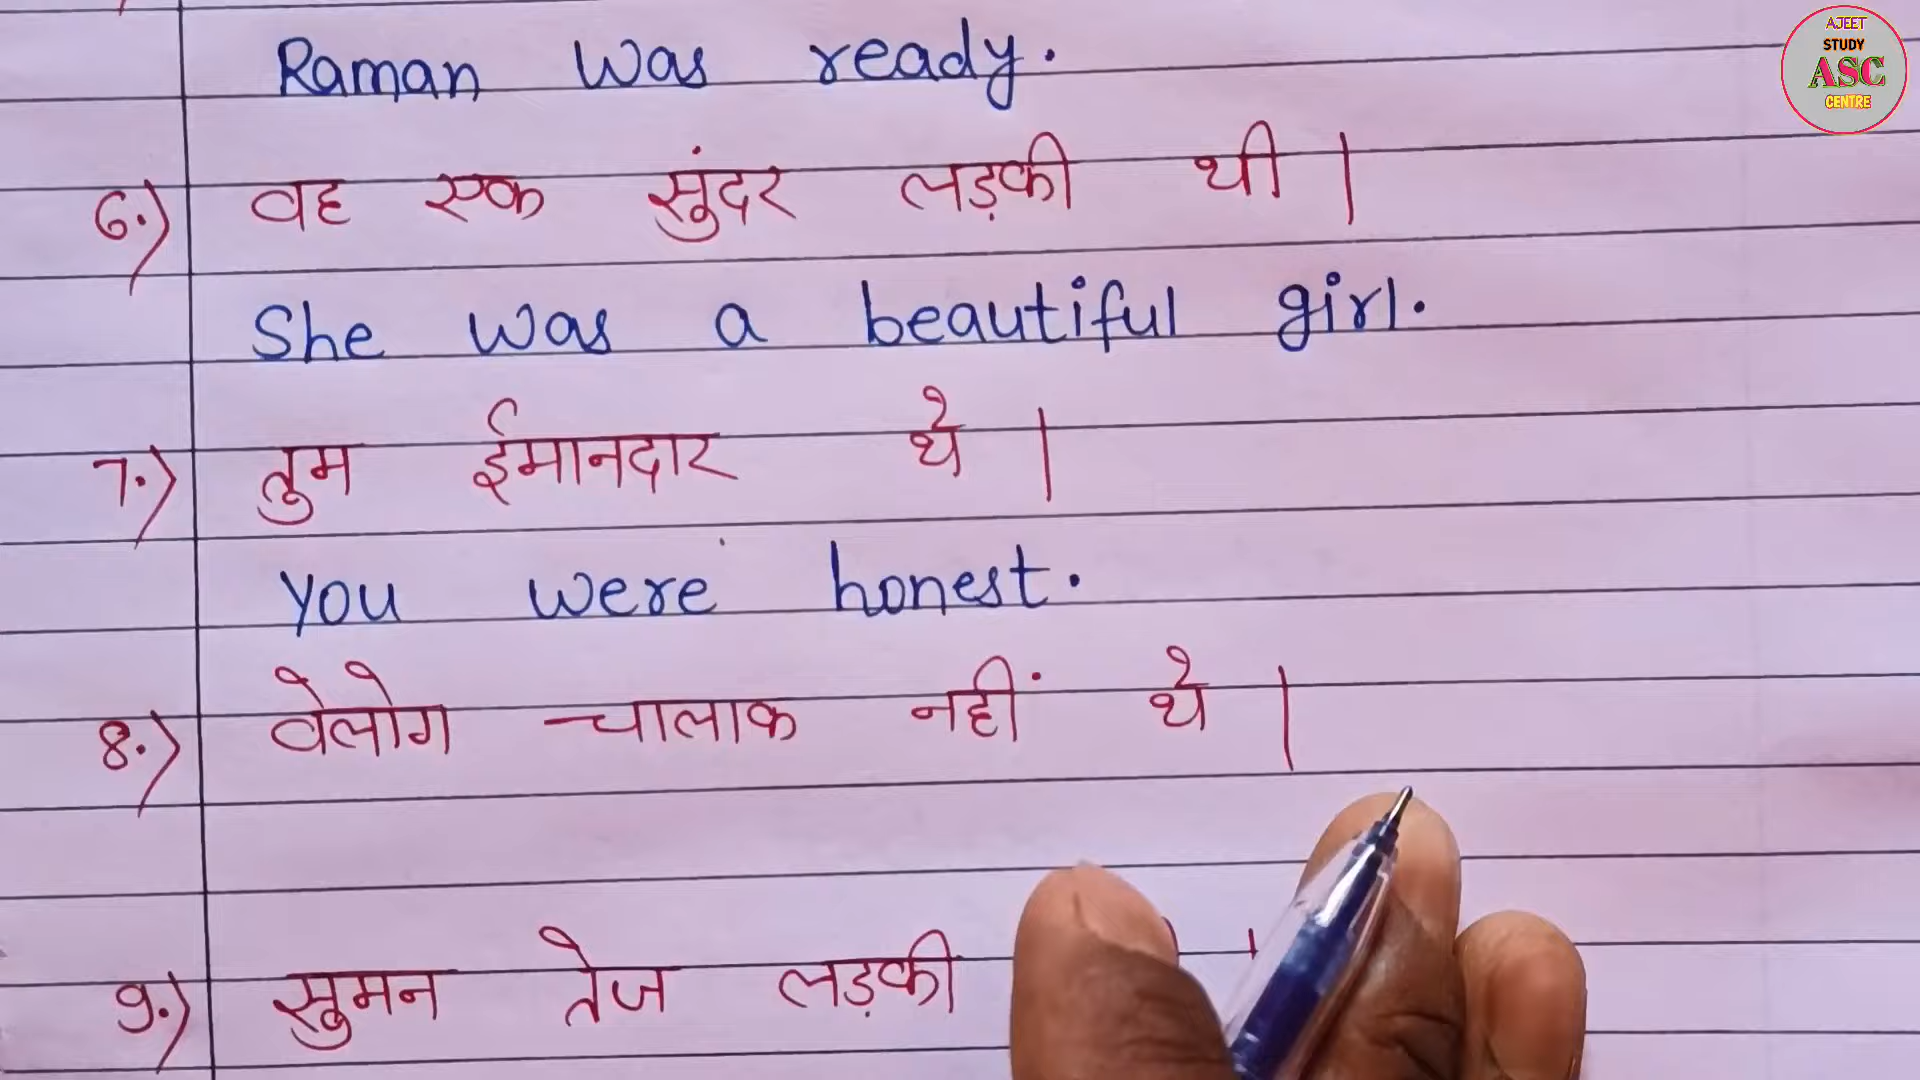 Raman was ready.
6.) वह एक सुंदर लड़की थी |
She was a beautiful girl.
7.) तुम ईमानदार थे |
You were honest.
8.) वेलोग चालाक नहीं थे |
9.) सुमन तेज लड़की
AJEET
STUDY
ASC
CENTRE